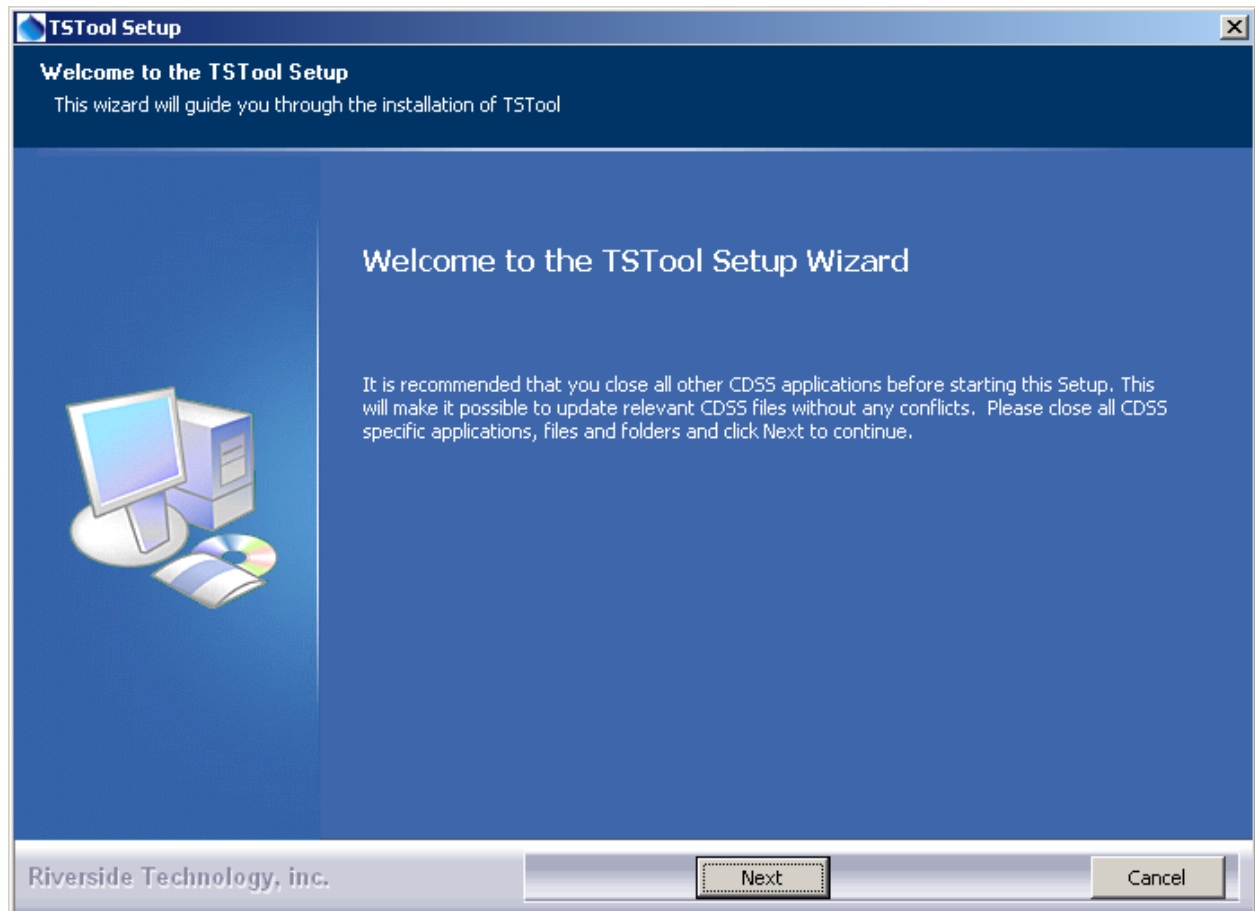 TSTool Setup
Welcome to the TSTool Setup
This wizard will guide you through the installation of TSTool
Welcome to the TSTool Setup Wizard
It is recommended that you close all other CDSS applications before starting this Setup. This
will make it possible to update relevant CDSS files without any conflicts.  Please close all CDSS
specific applications, files and folders and click Next to continue.
Riverside Technology, inc.
Next
Cancel